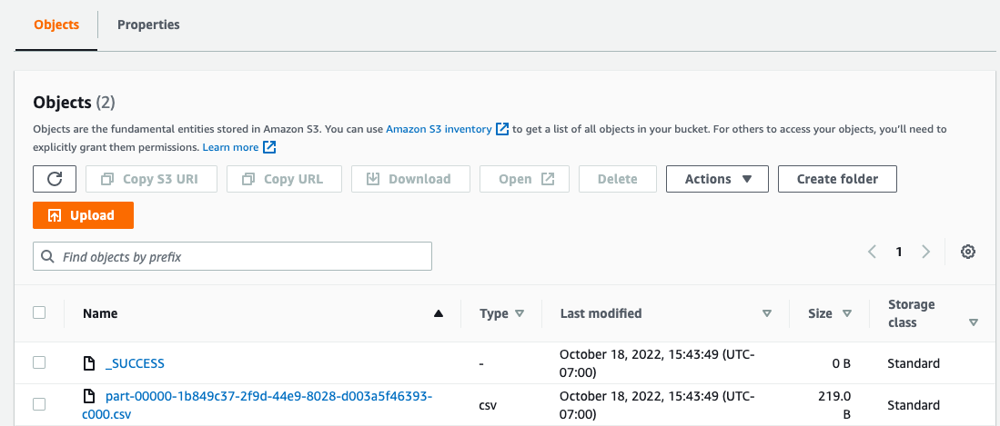 Objects Properties
Objects (2)
Objects are the fundamental entities stored in Amazon S3. You can use Amazon S3 inventory to get a list of all objects in your bucket. For others to access your objects, you'll need to
explicitly grant them permissions. Learn more
Copy S3 URI Copy URL Download Open Delete Actions Create folder
Upload
Find objects by prefix 1
Name Type Last modified Size Storage
class
_SUCCESS - October 18, 2022, 15:43:49 (UTC-
07:00) 0 B Standard
part-00000-1b849c37-2f9d-44e9-8028-d003a5f46393-
c000.csv csv October 18, 2022, 15:43:49 (UTC-
07:00) 219.0
B Standard